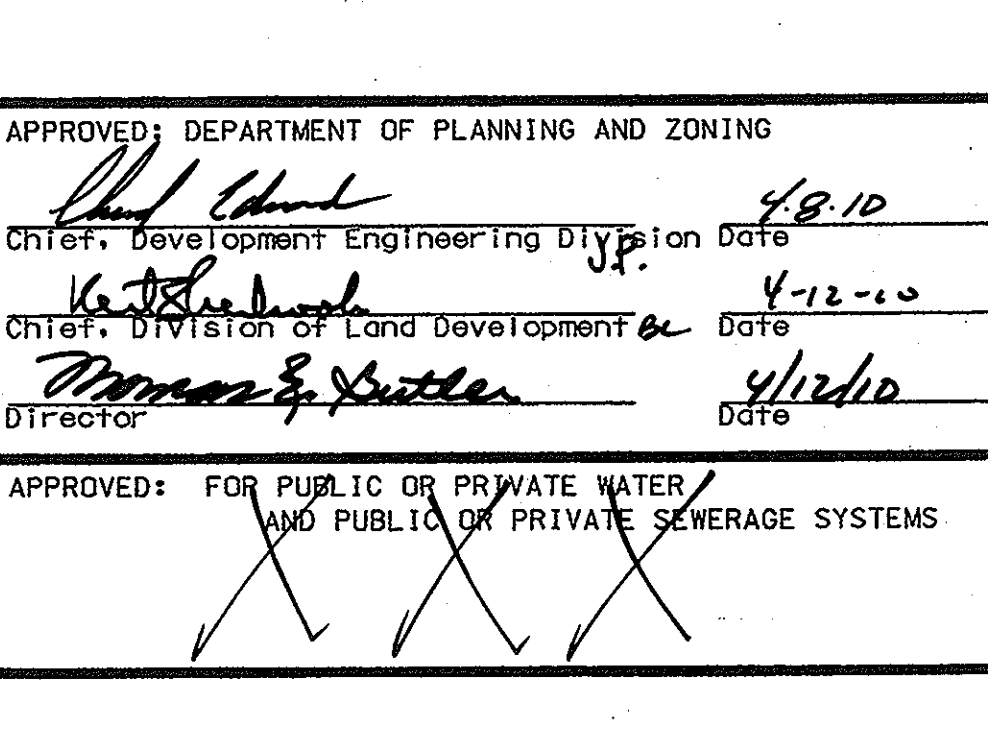 APPROVED: DEPARTMENT OF PLANNING AND ZONING
4.8.10
Chief, Development Engineering Division Date
J.P.
4-12-10
Chief, Division of Land Development Date
4/12/10
Director Date
APPROVED: FOR PUBLIC OR PRIVATE WATER
AND PUBLIC OR PRIVATE SEWERAGE SYSTEMS